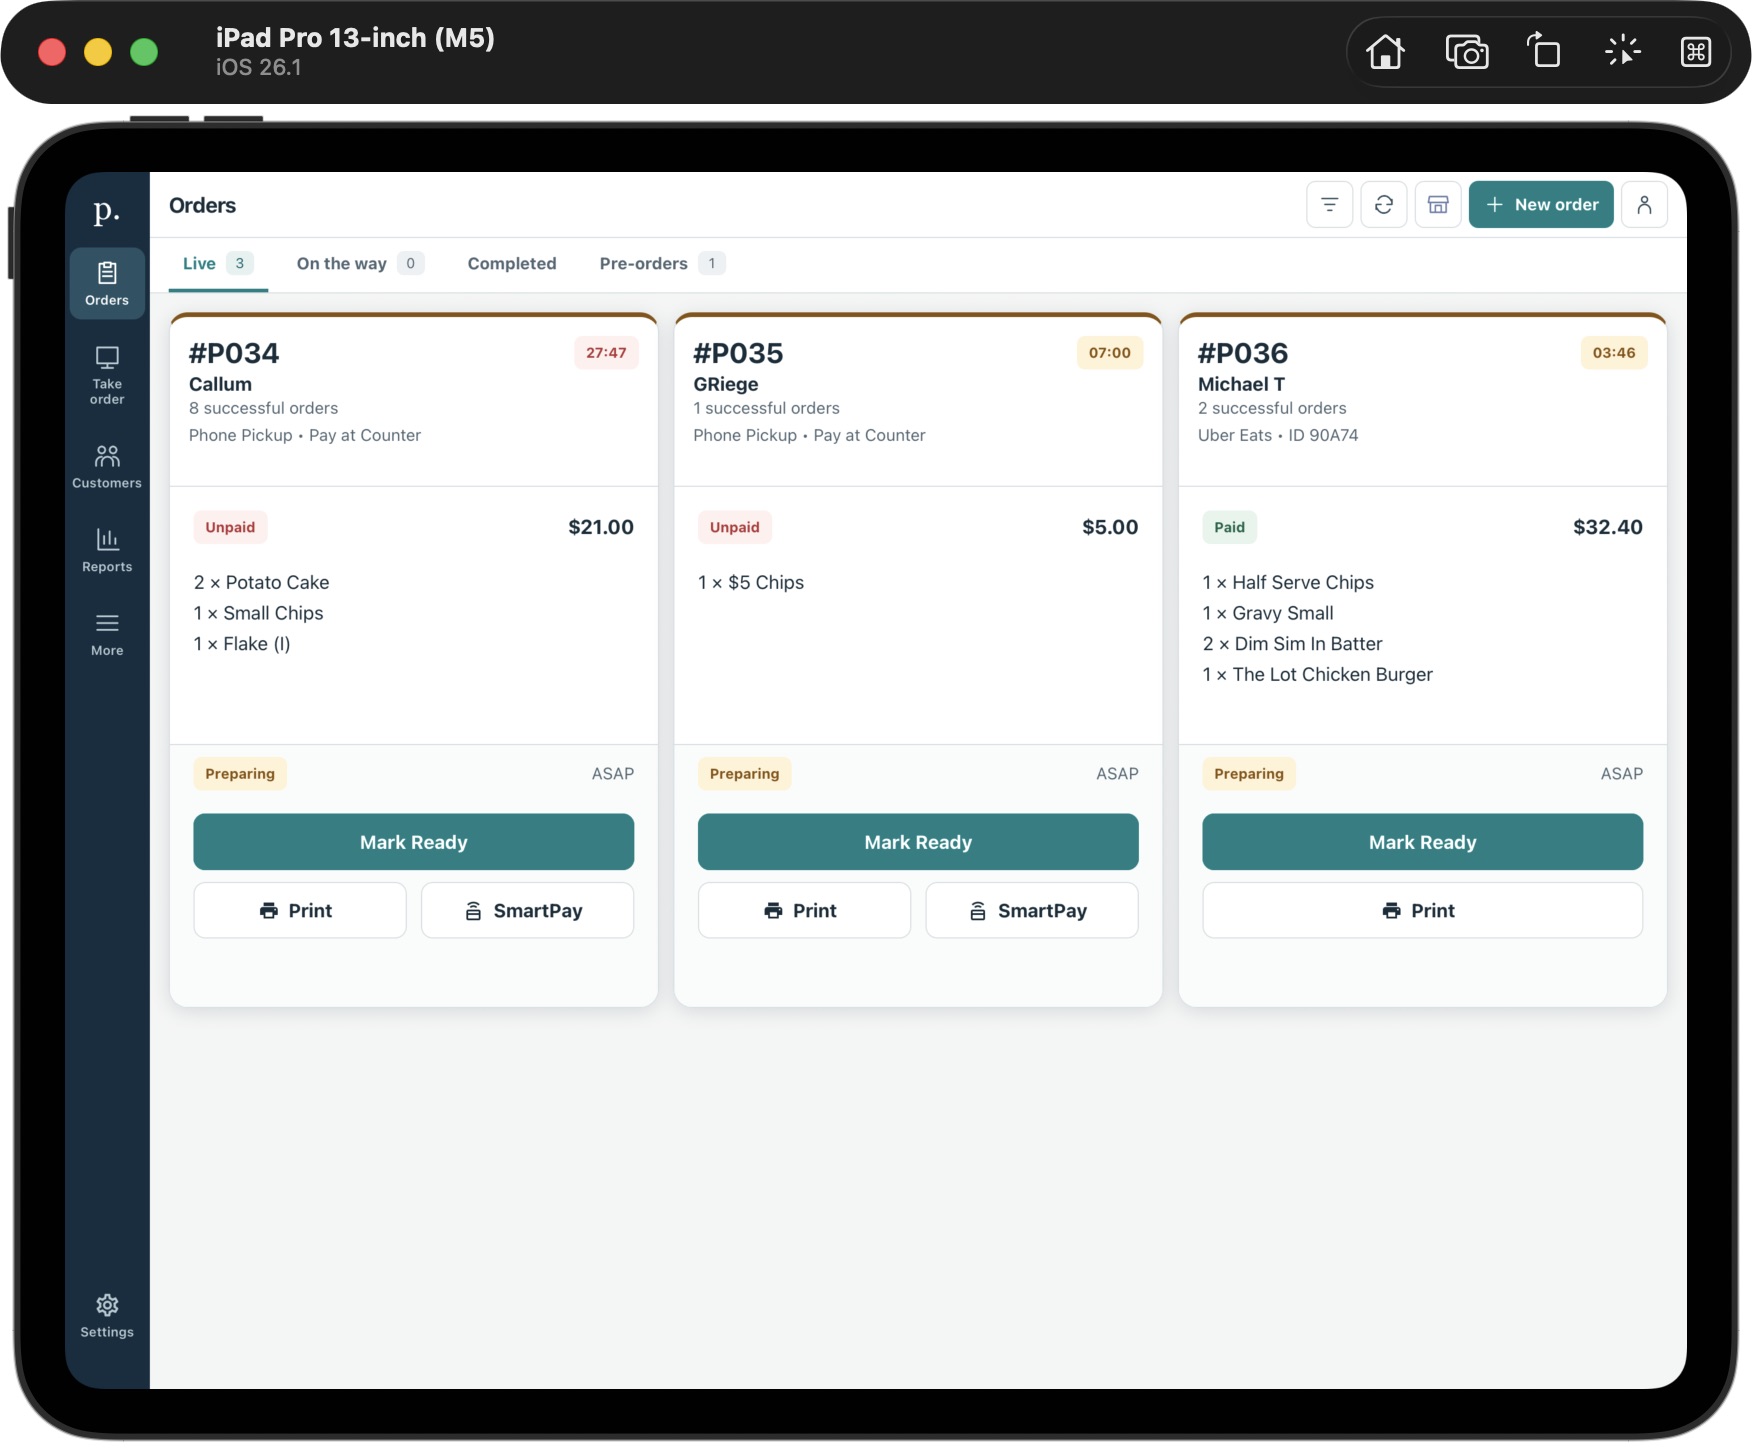 iPad Pro 13-inch (M5)
iOS 26.1
p.
Orders
Take
order
Customers
Reports
More
Settings
Orders
New order
Live 3
On the way 0
Completed
Pre-orders 1
#P034
27:47
Callum
8 successful orders
Phone Pickup • Pay at Counter
Unpaid
$21.00
2 × Potato Cake
1 × Small Chips
1 × Flake (l)
Preparing
ASAP
Mark Ready
Print
SmartPay
#P035
07:00
GRiege
1 successful orders
Phone Pickup • Pay at Counter
Unpaid
$5.00
1 × $5 Chips
Preparing
ASAP
Mark Ready
Print
SmartPay
#P036
03:46
Michael T
2 successful orders
Uber Eats • ID 90A74
Paid
$32.40
1 × Half Serve Chips
1 × Gravy Small
2 × Dim Sim In Batter
1 × The Lot Chicken Burger
Preparing
ASAP
Mark Ready
Print